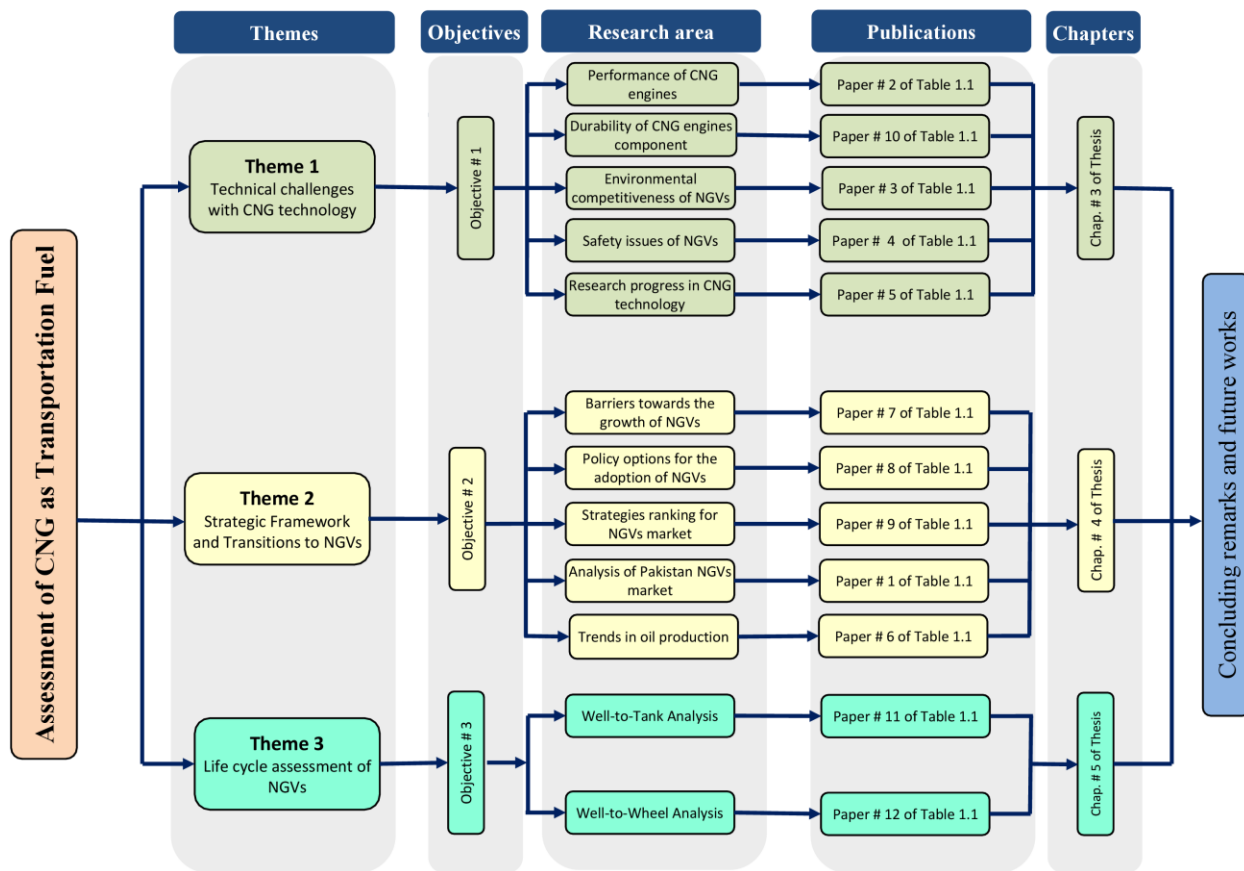 Themes
Objectives
Research area
Publications
Chapters
Assessment of CNG as Transportation Fuel
Theme 1
Technical challenges
with CNG technology
Objective # 1
Performance of CNG
engines
Paper # 2 of Table 1.1
Durability of CNG engines
component
Paper # 10 of Table 1.1
Environmental
competitiveness of NGVs
Paper # 3 of Table 1.1
Safety issues of NGVs
Paper # 4 of Table 1.1
Research progress in CNG
technology
Paper # 5 of Table 1.1
Chap. # 3 of Thesis
Theme 2
Strategic Framework
and Transitions to NGVs
Objective # 2
Barriers towards the
growth of NGVs
Paper # 7 of Table 1.1
Policy options for the
adoption of NGVs
Paper # 8 of Table 1.1
Strategies ranking for
NGVs market
Paper # 9 of Table 1.1
Analysis of Pakistan NGVs
market
Paper # 1 of Table 1.1
Trends in oil production
Paper # 6 of Table 1.1
Chap. # 4 of Thesis
Theme 3
Life cycle assessment of
NGVs
Objective # 3
Well-to-Tank Analysis
Paper # 11 of Table 1.1
Well-to-Wheel Analysis
Paper # 12 of Table 1.1
Chap. # 5 of Thesis
Concluding remarks and future works